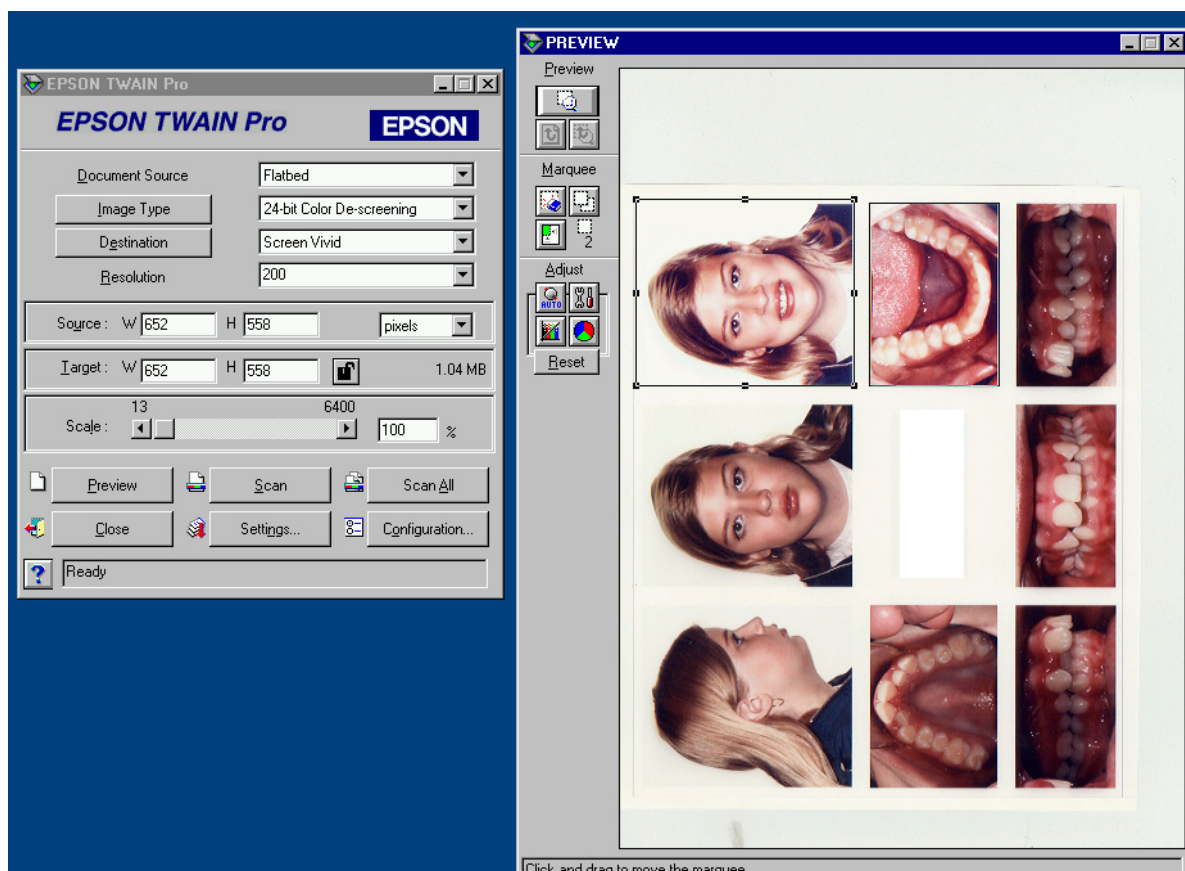 EPSON TWAIN Pro
EPSON TWAIN Pro EPSON
Document Source Flatbed
Image Type 24-bit Color De-screening
Destination Screen Vivid
Resolution 200
Source: W 652 H 558 pixels
Target: W 652 H 558 1.04 MB
13 6400
Scale: 100 %
Preview Scan Scan All
Close Settings... Configuration...
? Ready
PREVIEW
Preview
Marquee
2
Adjust
AUTO
Reset
Click and drag to move the marquee